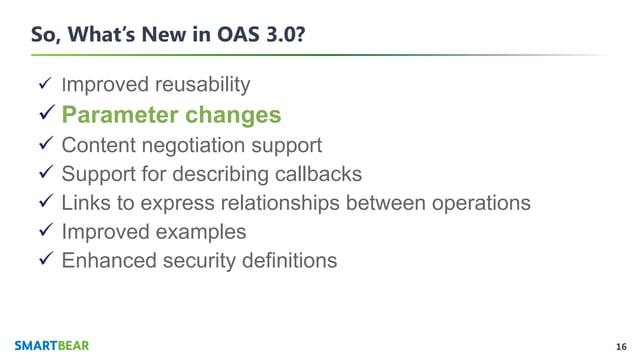 So, What’s New in OAS 3.0?
✓ Improved reusability
✓ Parameter changes
✓ Content negotiation support
✓ Support for describing callbacks
✓ Links to express relationships between operations
✓ Improved examples
✓ Enhanced security definitions
SMARTBEAR
16